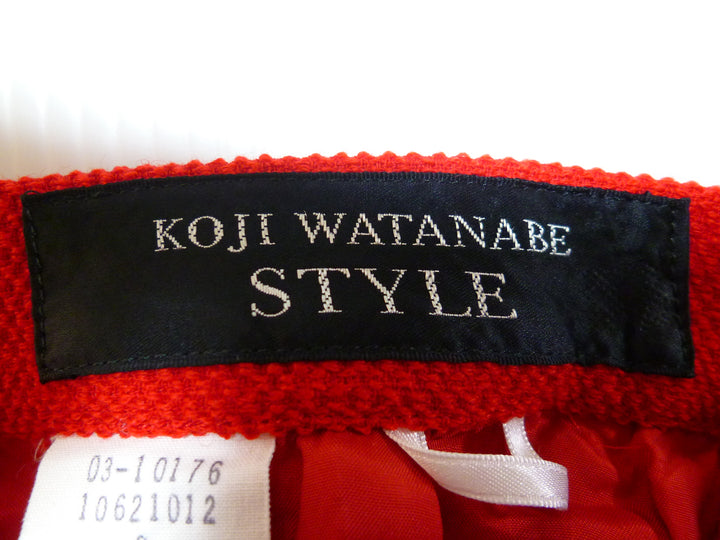 KOJI WATANABE
STYLE
03-10176
10621012